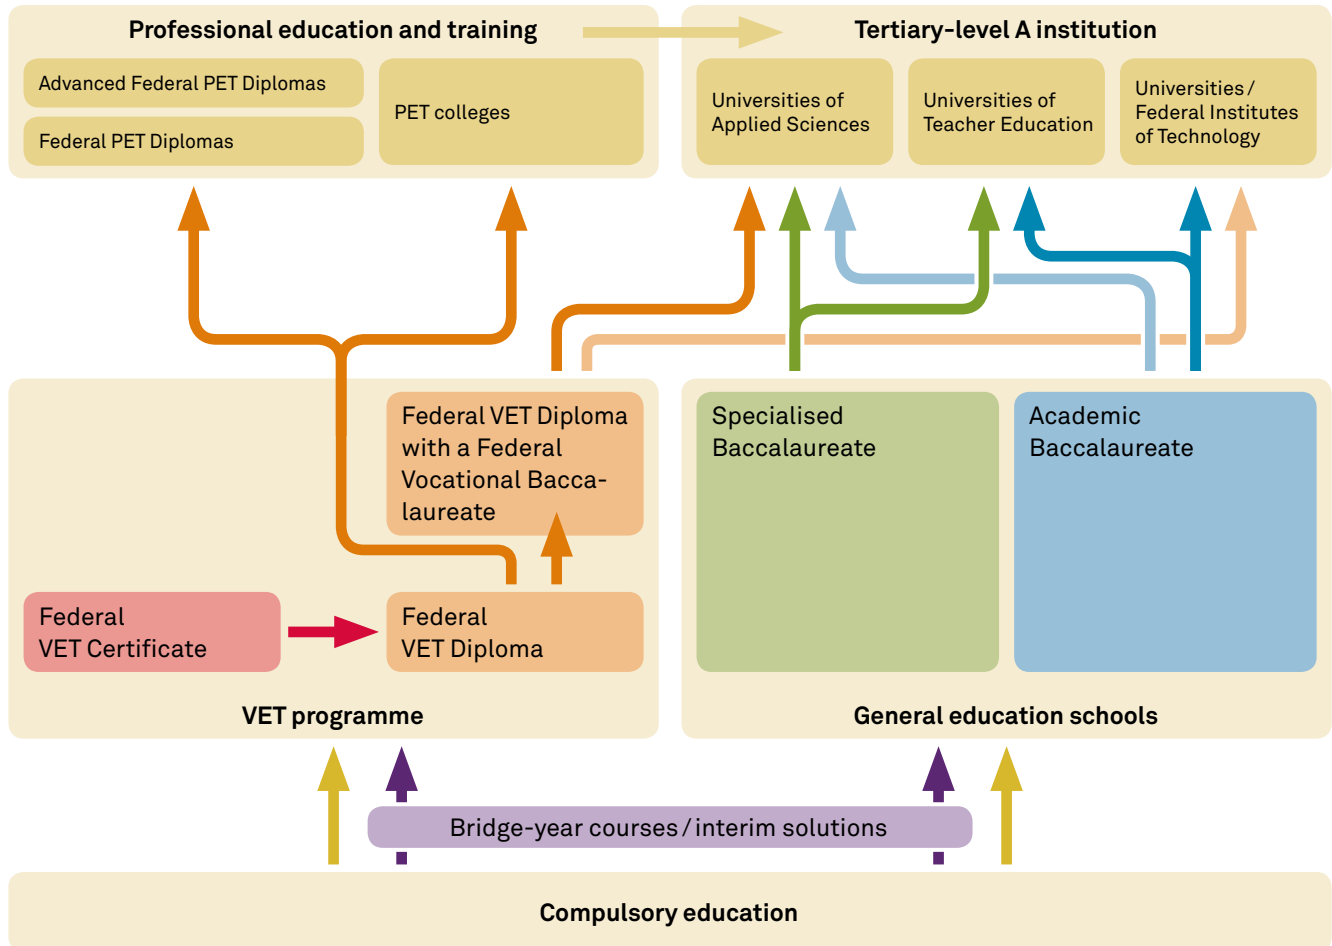 Professional education and training
Advanced Federal PET Diplomas
Federal PET Diplomas
PET colleges
Tertiary-level A institution
Universities of
Applied Sciences
Universities of
Teacher Education
Universities /
Federal Institutes
of Technology
Federal VET Diploma
with a Federal
Vocational Bacca-
laureate
Federal
VET Certificate
Federal
VET Diploma
VET programme
Specialised
Baccalaureate
Academic
Baccalaureate
General education schools
Bridge-year courses / interim solutions
Compulsory education